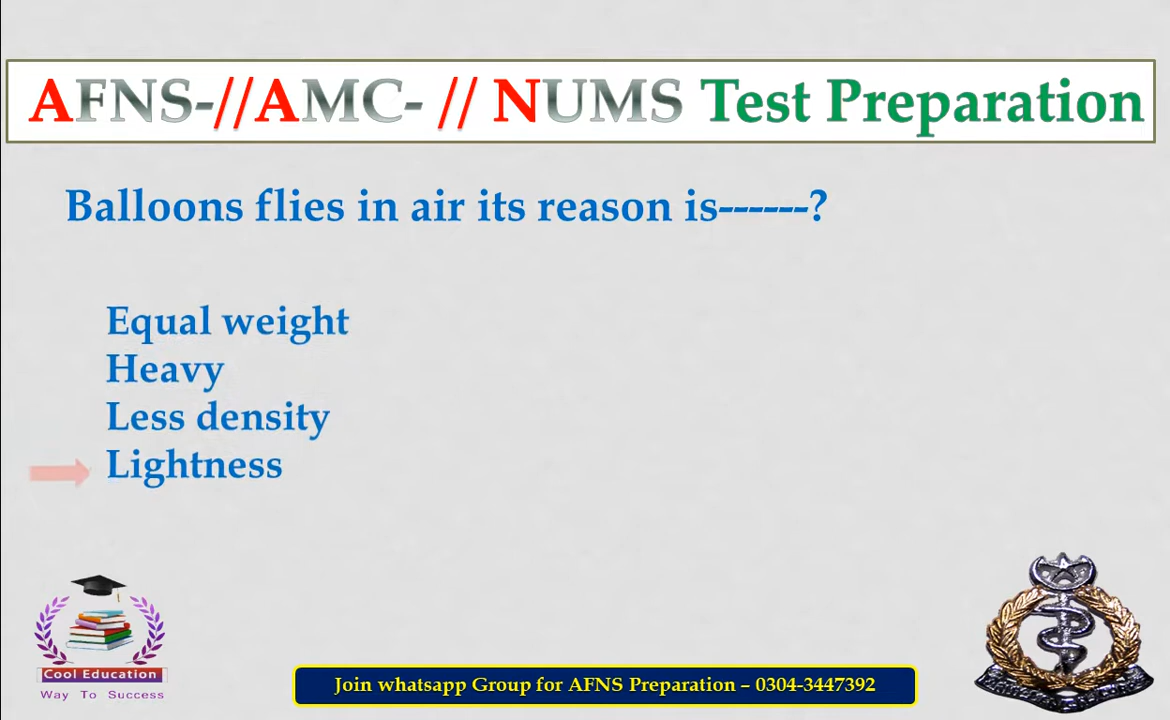 AFNS-//AMC- // NUMS Test Preparation
Balloons flies in air its reason is------?
Equal weight
Heavy
Less density
Lightness
Cool Education
Way To Success
Join whatsapp Group for AFNS Preparation – 0304-3447392